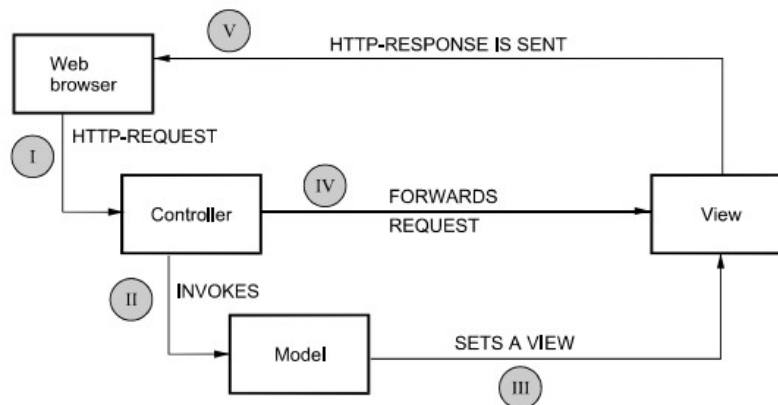 V
HTTP-RESPONSE IS SENT
Web
browser
HTTP-REQUEST
I
IV
FORWARDS
Controller
REQUEST
View
II
INVOKES
Model
SETS A VIEW
III